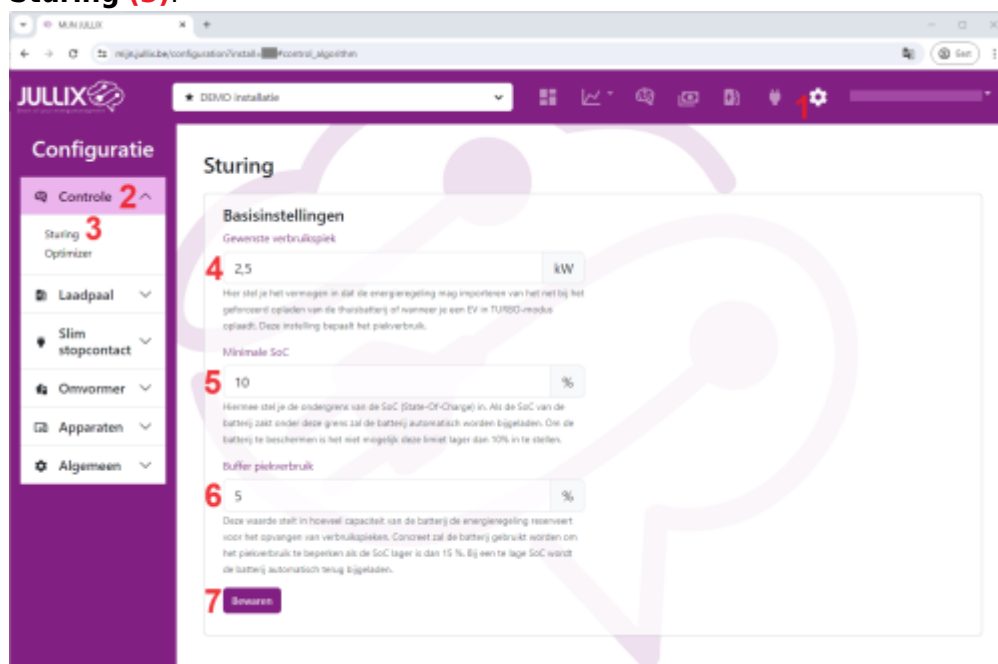 Sturing (3).
MIJN JULLIX
mijn.jullix.be/configuration?install= #control_algorithm
Gast
JULLIX
★ DEMO installatie
1
Configuratie
Controle 2
Sturing 3
Optimizer
Laadpaal
Slim
stopcontact
Omvormer
Apparaten
Algemeen
Sturing
Basisinstellingen
Gewenste verbruikspiek
4 2,5 kW
Hier stel je het vermogen in dat de energieregeling mag importeren van het net bij het
geforceerd opladen van de thuisbatterij of wanneer je een EV in TURBO-modus
oplaadt. Deze instelling bepaalt het piekverbruik.
Minimale SoC
5 10 %
Hiermee stel je de ondergrens van de SoC (State-Of-Charge) in. Als de SoC van de
batterij zakt onder deze grens zal de batterij automatisch worden bijgeladen. Om de
batterij te beschermen is het niet mogelijk deze limiet lager dan 10% in te stellen.
Buffer piekverbruik
6 5 %
Deze waarde stelt in hoeveel capaciteit van de batterij de energieregeling reserveert
voor het opvangen van verbruikspieken. Concreet zal de batterij gebruikt worden om
het piekverbruik te beperken als de SoC lager is dan 15 %. Bij een te lage SoC wordt
de batterij automatisch terug bijgeladen.
7 Bewaren